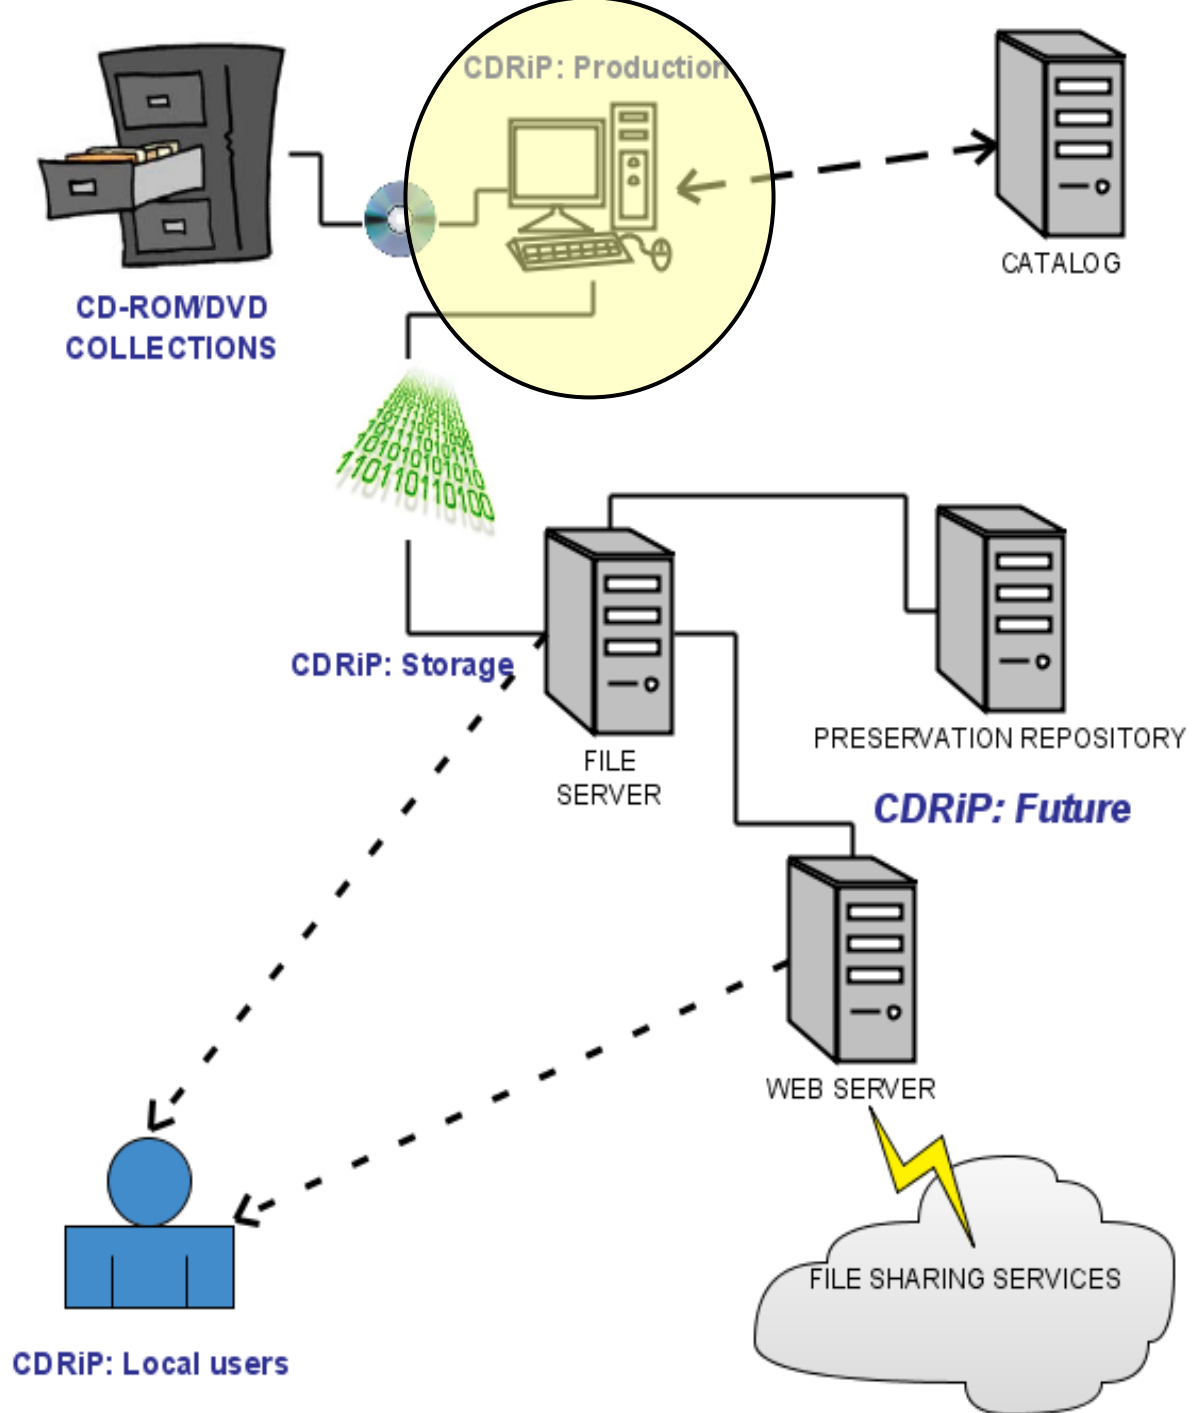 CDRiP: Production
CATALOG
CD-ROM/DVD
COLLECTIONS
101101101100
CDRiP: Storage
FILE
SERVER
PRESERVATION REPOSITORY
CDRiP: Future
WEB SERVER
FILE SHARING SERVICES
CDRiP: Local users